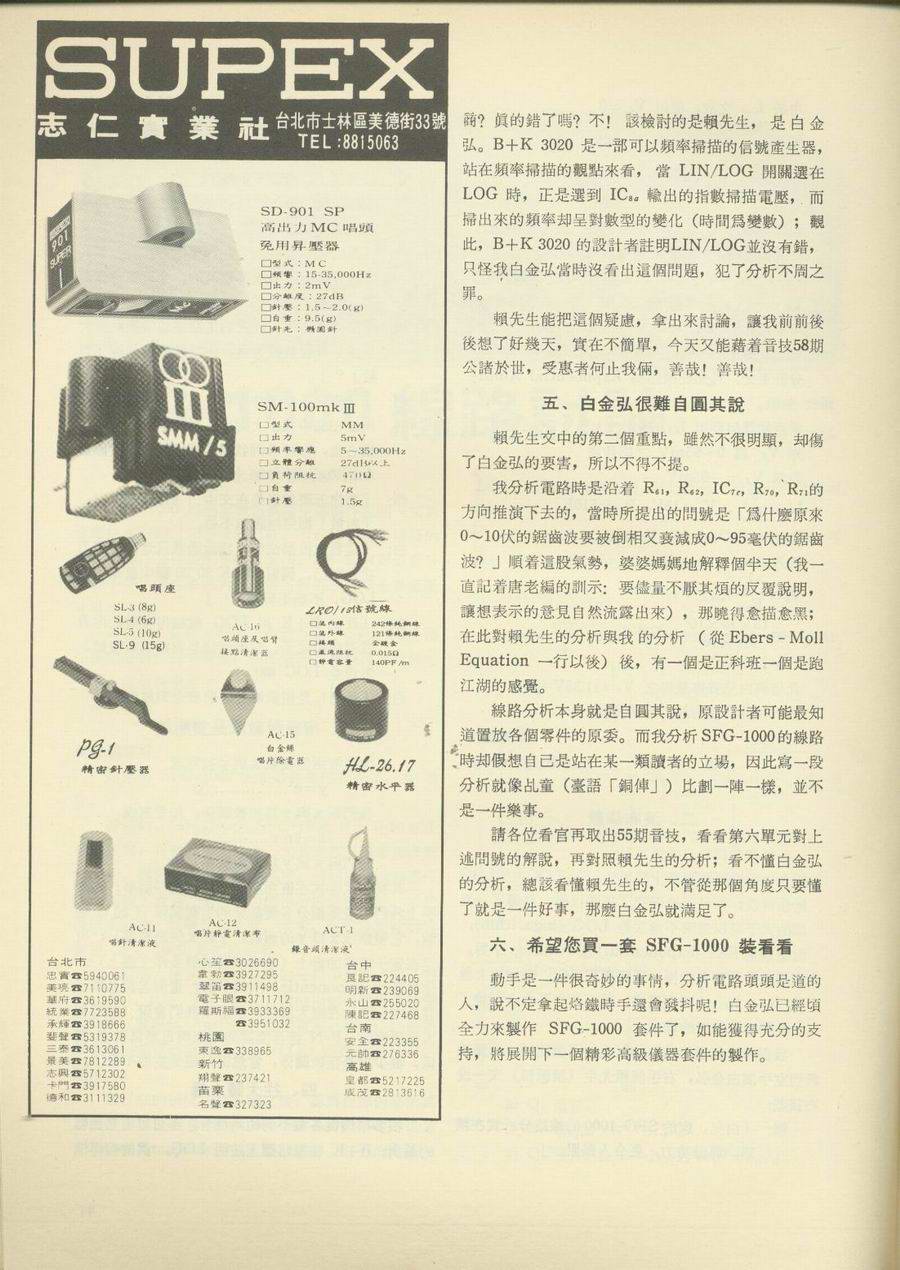 SUPEX
志仁實業社
台北市士林區美德街33號
TEL:8815063
901
SUPER
SD-901 SP
高出力MC唱頭
免用昇壓器
□型式:MC
□頻響:15-35,000Hz
□出力:2mV
□分離度:27dB
□針壓:1.5~2.0(g)
□自重:9.5(g)
□針尖:橢圓針
III
SMM/5
SM-100mk III
□型式 MM
□出力 5mV
□頻率響應 5~35,000Hz
□立體分離 27dB以上
□負荷阻抗 47KΩ
□自重 7g
□針壓 1.5g
唱頭座
SL-3 (8g)
SL-4 (6g)
SL-5 (10g)
SL-9 (15g)
AC-16
唱頭座及唱臂
接點清潔器
信號線
242條純銅線
121條純銅線
□接頭 全鍍金
□直流阻抗 0.015Ω
□靜電容量 140PF/m
PG-1
精密針壓器
AC-15
白金絲
唱片除電器
HL-26.17
精密水平器
AC-11
唱針清潔液
AC-12
唱片靜電清潔布
ACT-1
錄音頭清潔液
台北市
忠實☎5940061
美琪☎7110775
華府☎3619590
統業☎7723588
承輝☎3918666
斐聲☎5319378
三泰☎3613061
景美☎7812289
志興☎5712302
卡門☎3917580
德和☎3111329
心笙☎3026690
韋勃☎3927295
翠笛☎3911498
電子眼☎3711712
羅斯福☎3933369
☎3951032
桃園
東逸☎338965
新竹
翔聲☎237421
苗栗
名聲☎327323
台中
良記☎224405
明新☎239069
永山☎255020
陳記☎227468
台南
安全☎223355
元帥☎276336
高雄
皇都☎5217225
成茂☎2813616
蒟？眞的錯了嗎？不！該檢討的是賴先生，是白金
弘。B+K 3020 是一部可以頻率掃描的信號產生器，
站在頻率掃描的觀點來看，當 LIN/LOG 開關選在
LOG 時，正是選到 IC₈ₐ 輸出的指數掃描電壓，而
掃出來的頻率却呈對數型的變化（時間爲變數）；觀
此，B+K 3020 的設計者註明LIN/LOG並沒有錯，
只怪我白金弘當時沒看出這個問題，犯了分析不周之
罪。
賴先生能把這個疑慮，拿出來討論，讓我前前後
後想了好幾天，實在不簡單，今天又能藉着音技58期
公諸於世，受惠者何止我倆，善哉！善哉！
五、白金弘很難自圓其說
賴先生文中的第二個重點，雖然不很明顯，却傷
了白金弘的要害，所以不得不提。
我分析電路時是沿着 R₆₁, R₆₂, IC₇c, R₇₀, R₇₁的
方向推演下去的，當時所提出的問號是「爲什麼原來
0～10伏的鋸齒波要被倒相又衰減成0～95毫伏的鋸齒
波？」順着這股氣勢，婆婆媽媽地解釋個半天（我一
直記着唐老編的訓示：要儘量不厭其煩的反覆說明，
讓想表示的意見自然流露出來），那曉得愈描愈黑；
在此對賴先生的分析與我的分析（從 Ebers - Moll
Equation 一行以後）後，有一個是正科班一個是跑
江湖的感覺。
線路分析本身就是自圓其說，原設計者可能最知
道置放各個零件的原委。而我分析 SFG-1000 的線路
時却假想自己是站在某一類讀者的立場，因此寫一段
分析就像乩童（臺語「銅倳」）比劃一陣一樣，並不
是一件樂事。
請各位看官再取出55期音技，看看第六單元對上
述問號的解說，再對照賴先生的分析；看不懂白金弘
的分析，總該看懂賴先生的，不管從那個角度只要懂
了就是一件好事，那麼白金弘就滿足了。
六、希望您買一套 SFG-1000 裝看看
動手是一件很奇妙的事情，分析電路頭頭是道的
人，說不定拿起烙鐵時手還會發抖呢！白金弘已經頃
全力來製作 SFG-1000 套件了，如能獲得充分的支
持，將展開下一個精彩高級儀器套件的製作。